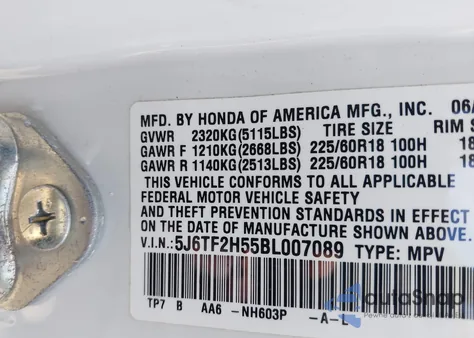 MFD. BY HONDA OF AMERICA MFG., INC. 06/
GVWR 2320KG(5115LBS) TIRE SIZE RIM S
GAWR F 1210KG(2668LBS) 225/60R18 100H 18
GAWR R 1140KG(2513LBS) 225/60R18 100H 18
THIS VEHICLE CONFORMS TO ALL APPLICABLE
FEDERAL MOTOR VEHICLE SAFETY
AND THEFT PREVENTION STANDARDS IN EFFECT
ON THE DATE OF MANUFACTURE SHOWN ABOVE.
V.I.N.:5J6TF2H55BL007089 TYPE: MPV
TP7 B AA6 -NH603P -A-L
AutoSnap